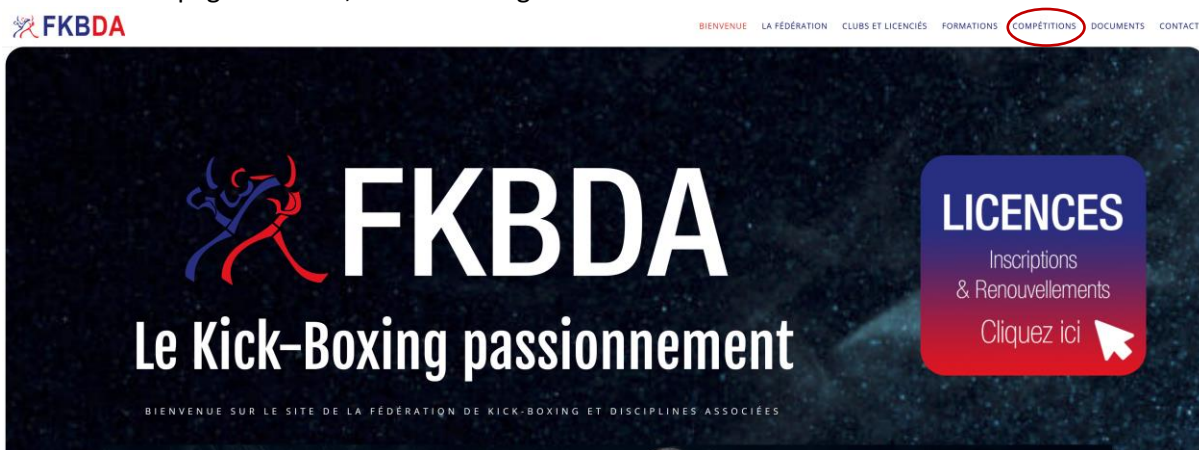 FKBDA
BIENVENUE LA FÉDÉRATION CLUBS ET LICENCIÉS FORMATIONS COMPÉTITIONS DOCUMENTS CONTACT
FKBDA
Le Kick-Boxing passionnement
BIENVENUE SUR LE SITE DE LA FÉDÉRATION DE KICK-BOXING ET DISCIPLINES ASSOCIÉES
LICENCES
Inscriptions
& Renouvellements
Cliquez ici